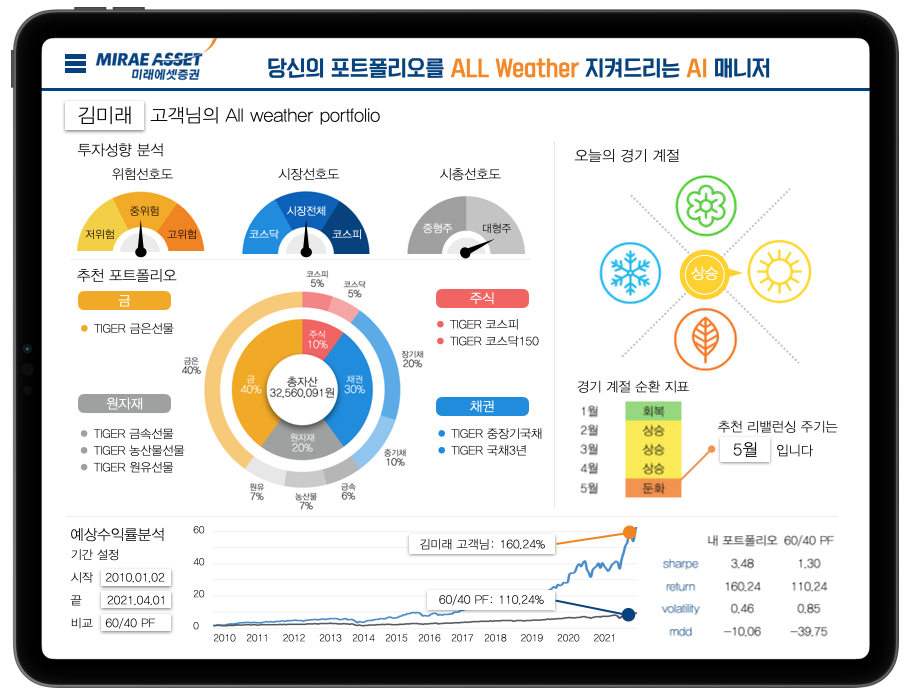 MIRAE ASSET
미래에셋증권
당신의 포트폴리오를 ALL Weather 지켜드리는 AI 매니저
김미래 고객님의 All weather portfolio
투자성향 분석
위험선호도
시장선호도
시총선호도
저위험
중위험
고위험
코스닥
시장전체
코스피
중형주
대형주
추천 포트폴리오
금
TIGER 금은선물
원자재
TIGER 금속선물
TIGER 농산물선물
TIGER 원유선물
코스피
5%
코스닥
5%
장기채
20%
중기채
10%
금속
6%
농산물
7%
원유
7%
금은
40%
주식
10%
채권
30%
원자재
20%
금
40%
총자산
32,560,091원
주식
TIGER 코스피
TIGER 코스닥150
채권
TIGER 중장기국채
TIGER 국채3년
오늘의 경기 계절
상승
경기 계절 순환 지표
1월 회복
2월 상승
3월 상승
4월 상승
5월 둔화
추천 리밸런싱 주기는
5월 입니다
예상수익률분석
기간 설정
시작 2010.01.02
끝 2021.04.01
비교 60/40 PF
60
40
20
0
2010 2011 2012 2013 2014 2015 2016 2017 2018 2019 2020 2021
김미래 고객님: 160,24%
60/40 PF: 110,24%
내 포트폴리오 60/40 PF
sharpe 3,48 1,30
return 160,24 110,24
volatility 0,46 0,85
mdd −10,06 −39,75